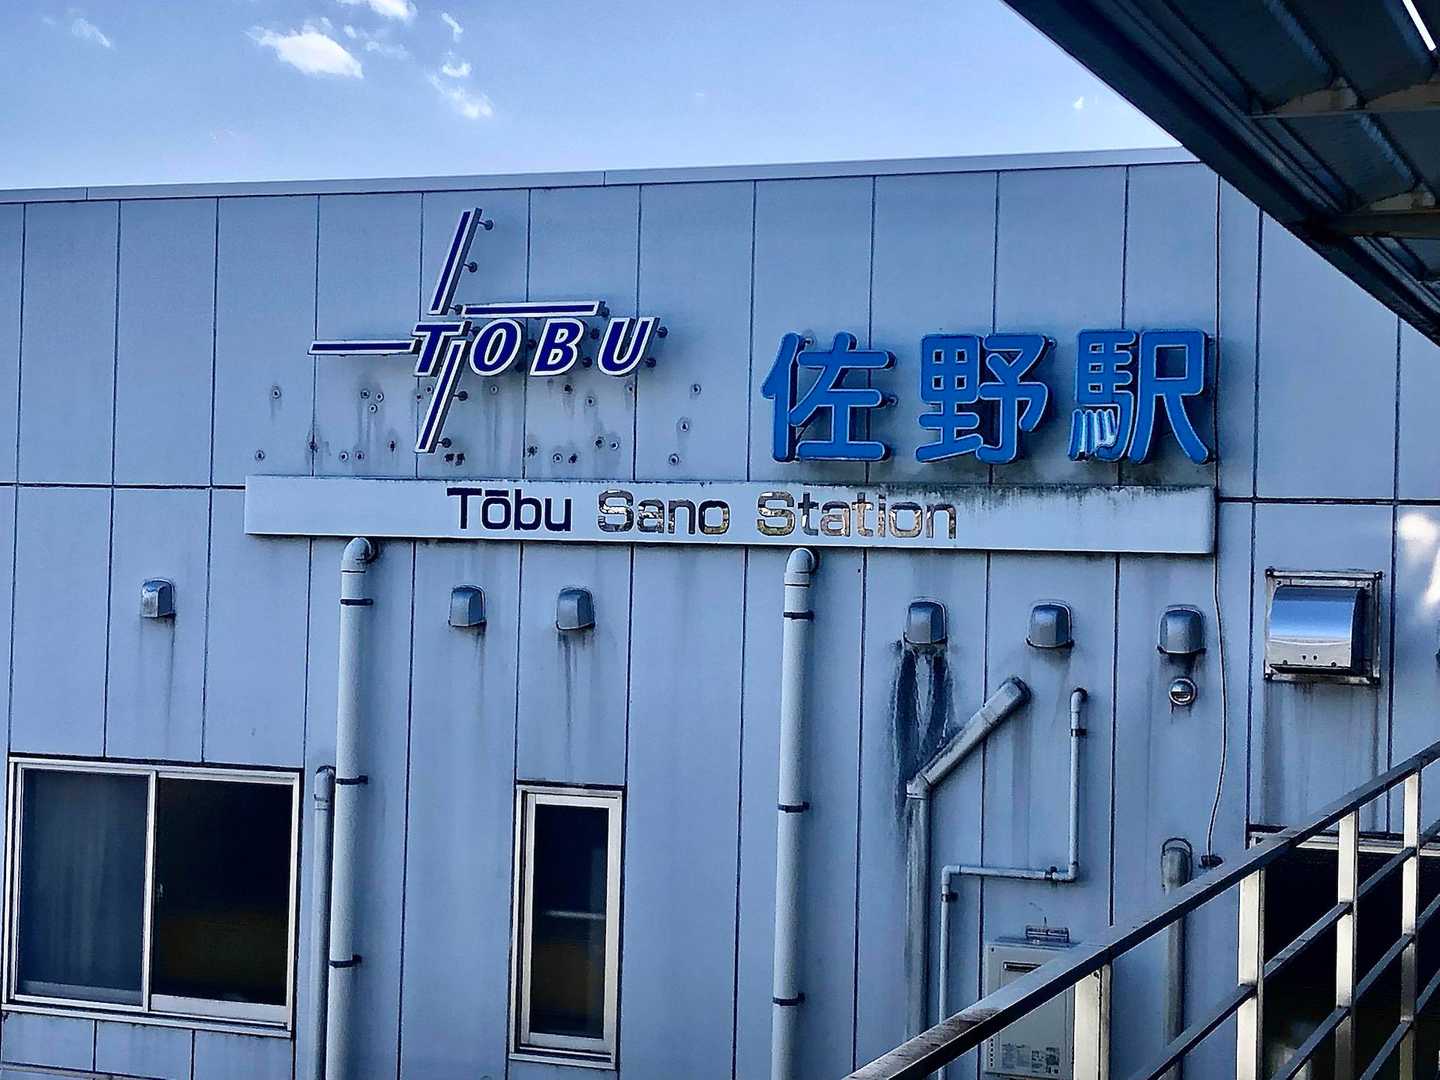 TOBU 佐野駅
Tōbu Sano Station